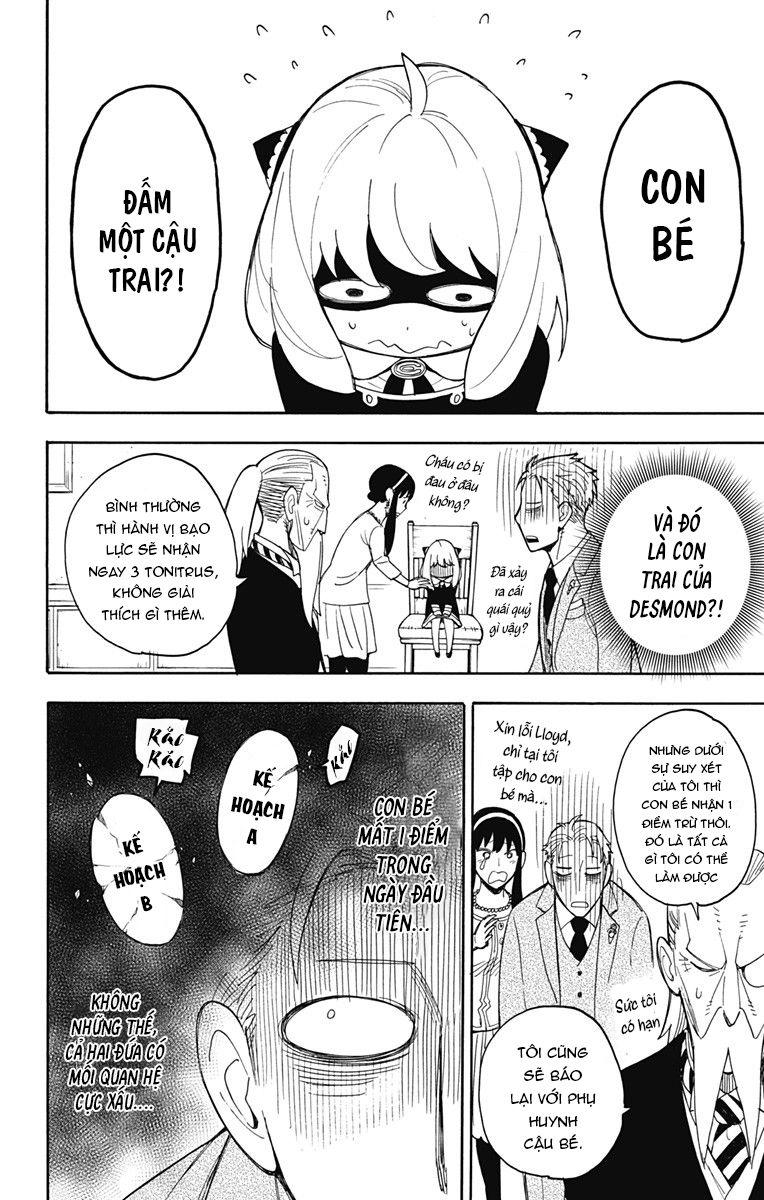 CON
BÉ
ĐẤM
MỘT CẬU
TRAI?!
VÀ ĐÓ
LÀ CON
TRAI CỦA
DESMOND?!
Cháu có bị
đau ở đâu
không?
Đã xảy
ra cái
quái quỷ
gì vậy?
BÌNH THƯỜNG
THÌ HÀNH VỊ BẠO
LỰC SẼ NHẬN
NGAY 3 TONITRUS,
KHÔNG GIẢI
THÍCH GÌ THÊM.
NHƯNG DƯỚI
SỰ SUY XÉT
CỦA TÔI THÌ
CON BÉ NHẬN 1
ĐIỂM TRỪ THÔI.
ĐÓ LÀ TẤT CẢ
GÌ TÔI CÓ THỂ
LÀM ĐƯỢC
Xin lỗi Lloyd,
chỉ tại tôi
tập cho con
bé mà...
Sức tôi
có hạn
TÔI CŨNG
SẼ BÁO
LẠI VỚI PHỤ
HUYNH
CẬU BÉ.
CON BÉ
MẤT 1 ĐIỂM
TRONG
NGÀY ĐẦU
TIÊN...
Rắc
KẾ
HOẠCH
A
Rắc
Rắc
KẾ
HOẠCH
B
KHÔNG
NHỮNG THẾ,
CẢ HAI ĐỨA CÓ
MỐI QUAN HỆ
CỰC XẤU....